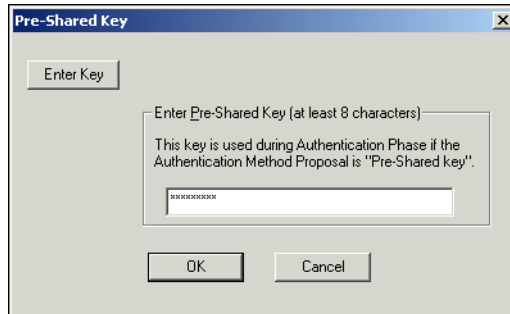 Pre-Shared Key
Enter Key
Enter Pre-Shared Key (at least 8 characters)
This key is used during Authentication Phase if the
Authentication Method Proposal is "Pre-Shared key".
*********
OK
Cancel